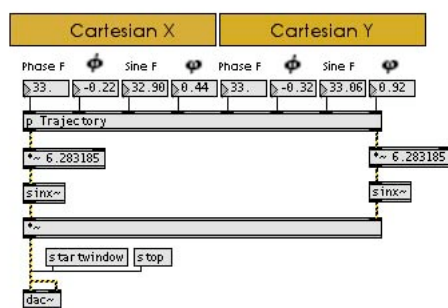 Cartesian X Cartesian Y
Phase F ϕ Sine F φ Phase F ϕ Sine F φ
33. -0.22 32.90 0.44 33. -0.32 33.06 0.92
p Trajectory
*~ 6.283185 *~ 6.283185
sinx~ sinx~
*~
startwindow stop
dac~